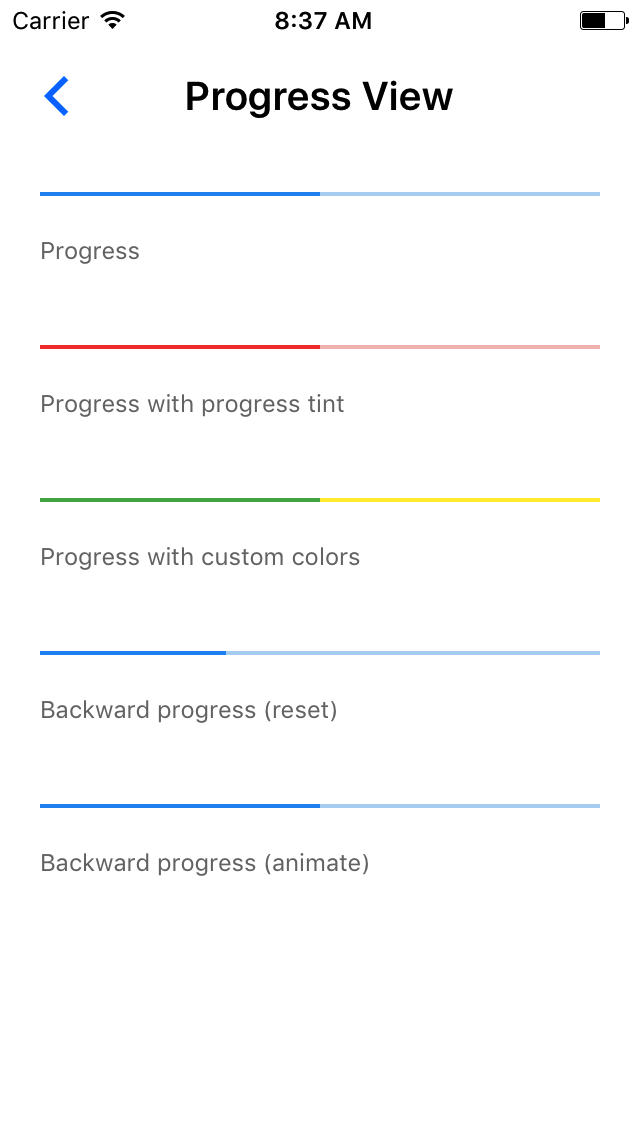 Carrier 8:37 AM
Progress View
Progress
Progress with progress tint
Progress with custom colors
Backward progress (reset)
Backward progress (animate)